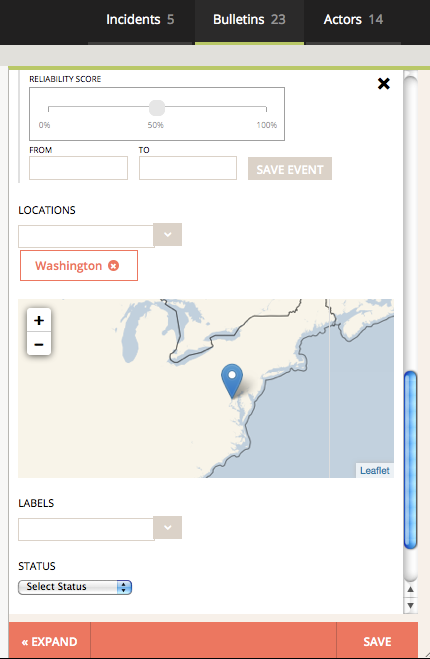 Incidents 5 Bulletins 23 Actors 14
RELIABILITY SCORE
0% 50% 100%
FROM TO
SAVE EVENT
LOCATIONS
Washington
+
−
Leaflet
LABELS
STATUS
Select Status
« EXPAND SAVE